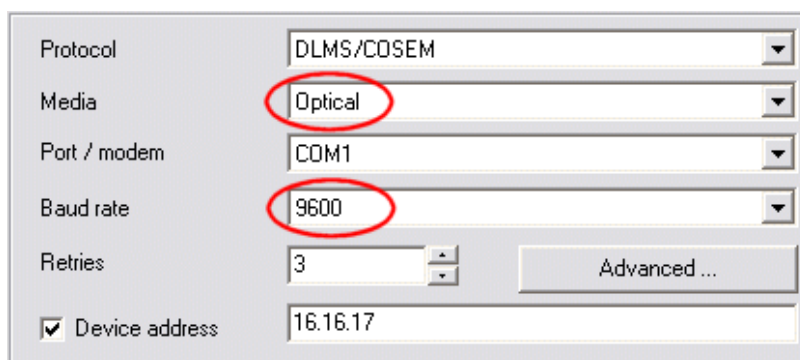 Protocol DLMS/COSEM
Media Optical
Port / modem COM1
Baud rate 9600
Retries 3 Advanced ...
Device address 16.16.17